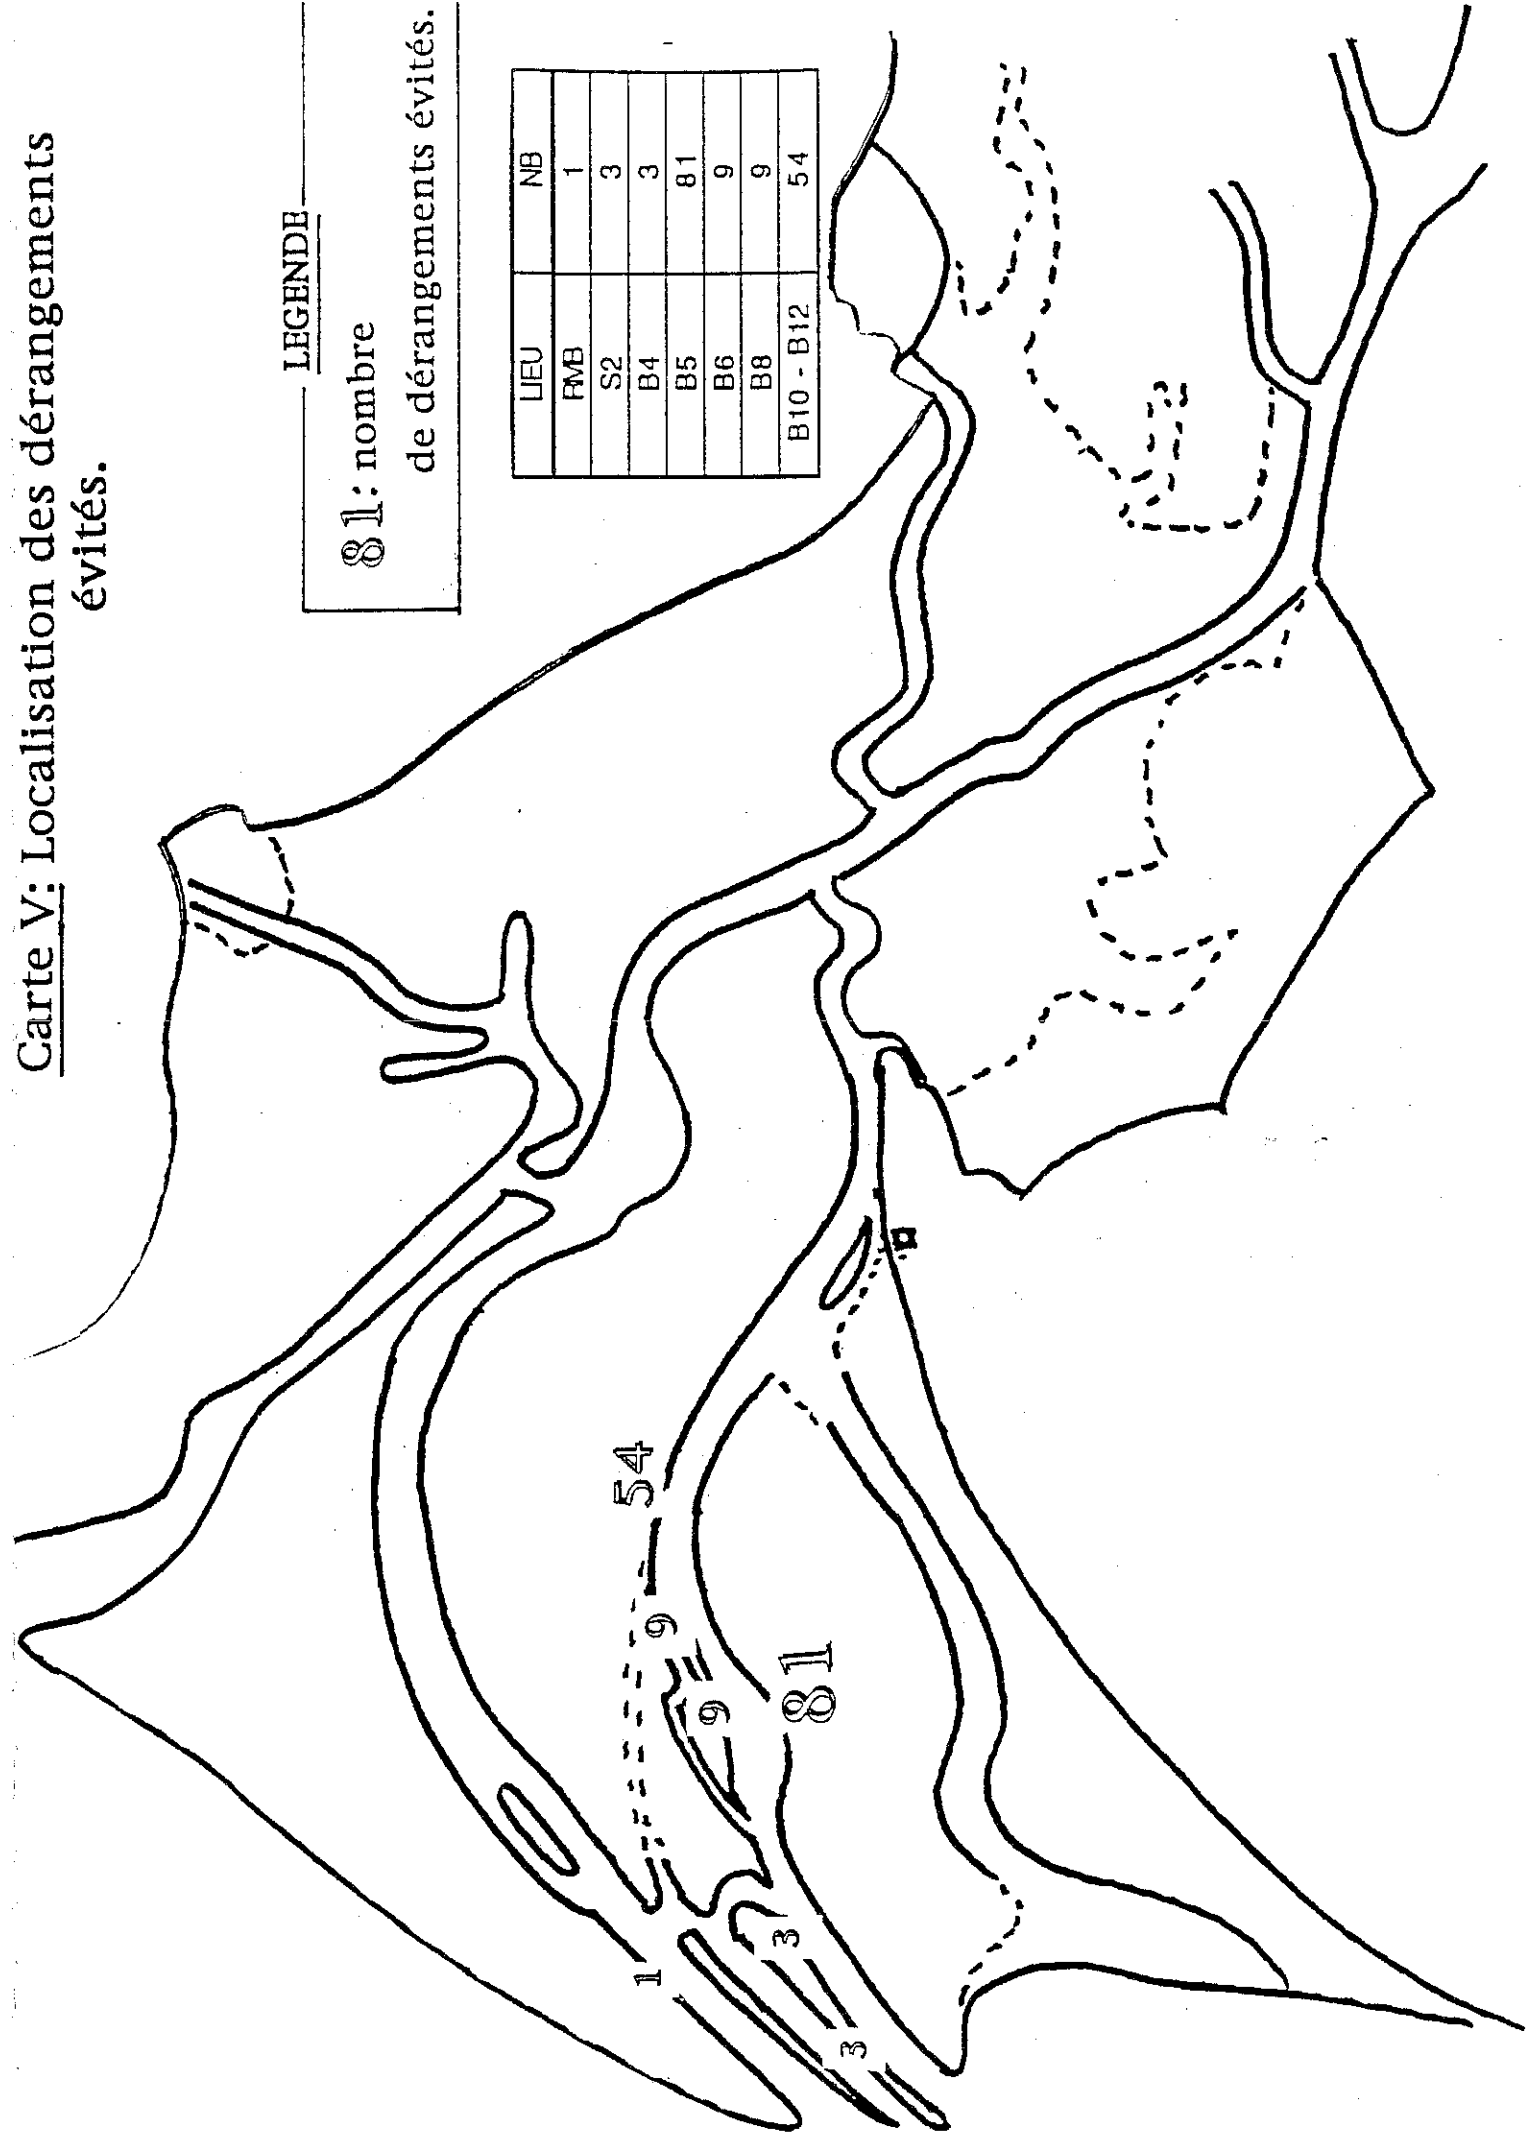 Carte V: Localisation des dérangements
évités.
LEGENDE
81: nombre
de dérangements évités.
LIEU NB
RMB 1
S2 3
B4 3
B5 81
B6 9
B8 9
B10 - B12 54
54
9
9
81
1
3
3